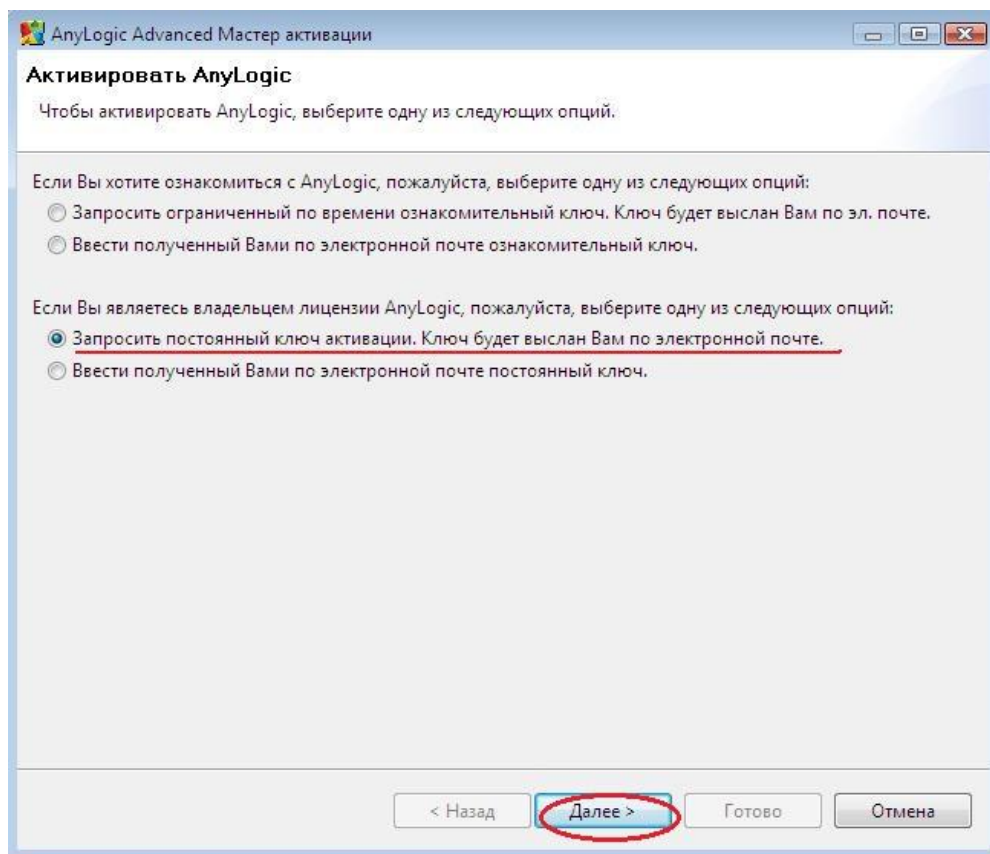 AnyLogic Advanced Мастер активации
Активировать AnyLogic
Чтобы активировать AnyLogic, выберите одну из следующих опций.
Если Вы хотите ознакомиться с AnyLogic, пожалуйста, выберите одну из следующих опций:
Запросить ограниченный по времени ознакомительный ключ. Ключ будет выслан Вам по эл. почте.
Ввести полученный Вами по электронной почте ознакомительный ключ.
Если Вы являетесь владельцем лицензии AnyLogic, пожалуйста, выберите одну из следующих опций:
Запросить постоянный ключ активации. Ключ будет выслан Вам по электронной почте.
Ввести полученный Вами по электронной почте постоянный ключ.
< Назад Далее > Готово Отмена